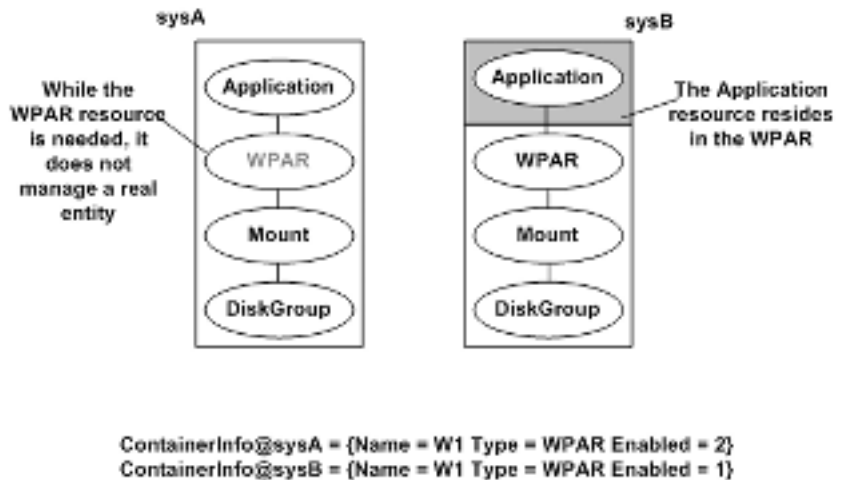 sysA
While the
WPAR resource
is needed, it
does not
manage a real
entity
Application
WPAR
Mount
DiskGroup
sysB
Application
WPAR
Mount
DiskGroup
The Application
resource resides
in the WPAR
ContainerInfo@sysA = {Name = W1 Type = WPAR Enabled = 2}
ContainerInfo@sysB = {Name = W1 Type = WPAR Enabled = 1}